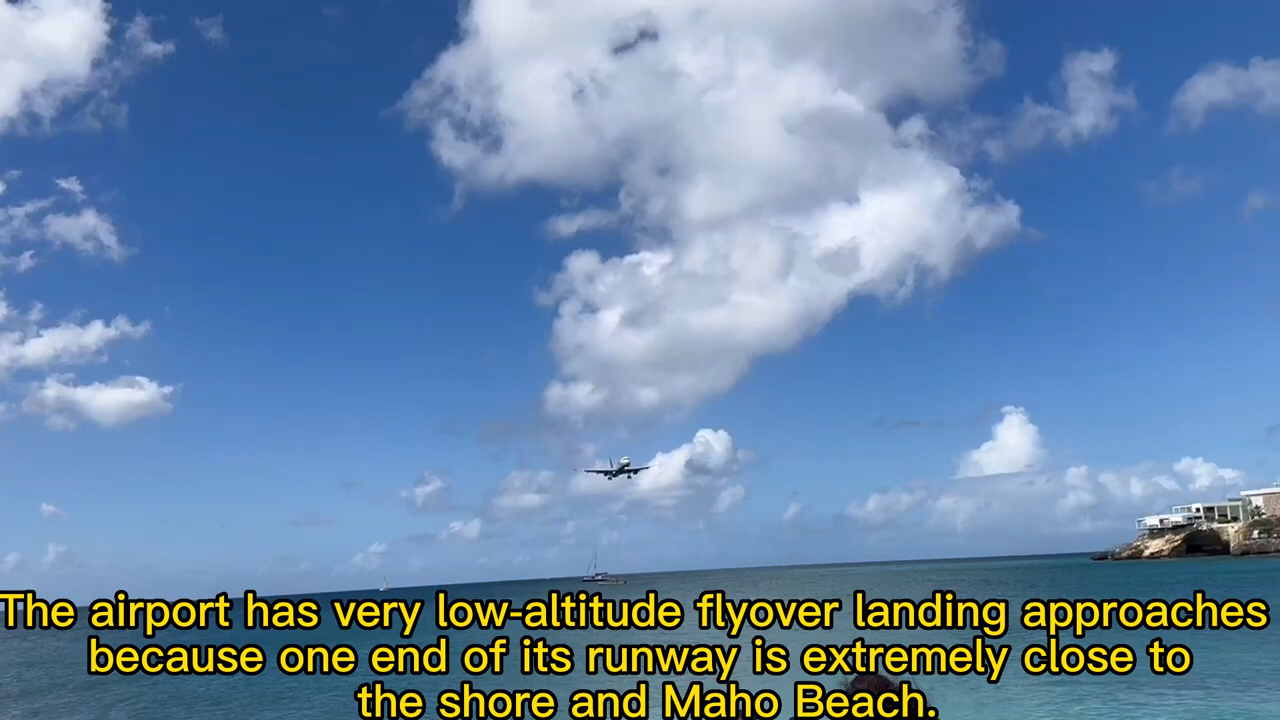 The airport has very low-altitude flyover landing approaches
because one end of its runway is extremely close to
the shore and Maho Beach.